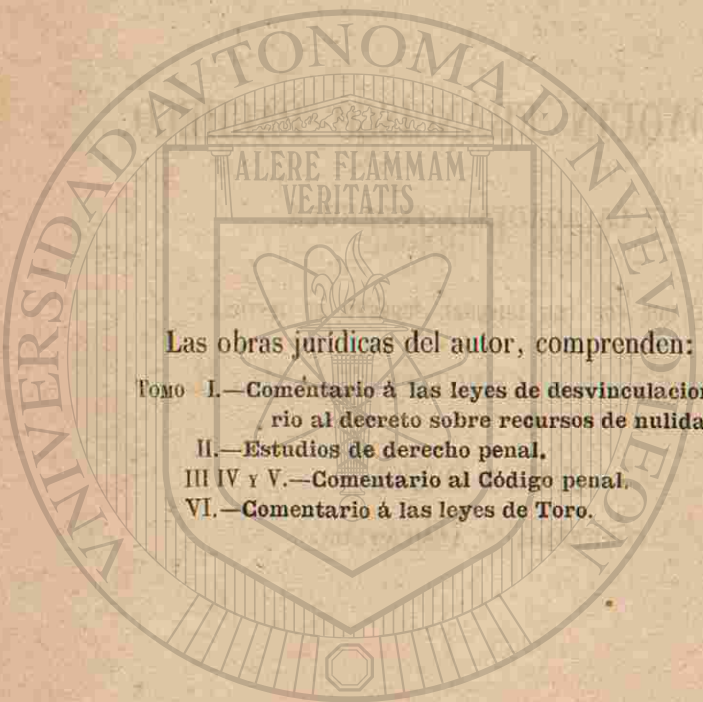 UNIVERSIDAD AVTONOMA DE NVEVO LEON
ALERE FLAMMAM
VERITATIS
Las obras jurídicas del autor, comprenden:
TOMO I.—Comentario á las leyes de desvinculacion
rio al decreto sobre recursos de nulida
II.—Estudios de derecho penal.
III IV Y V.—Comentario al Código penal.
VI.—Comentario á las leyes de Toro.